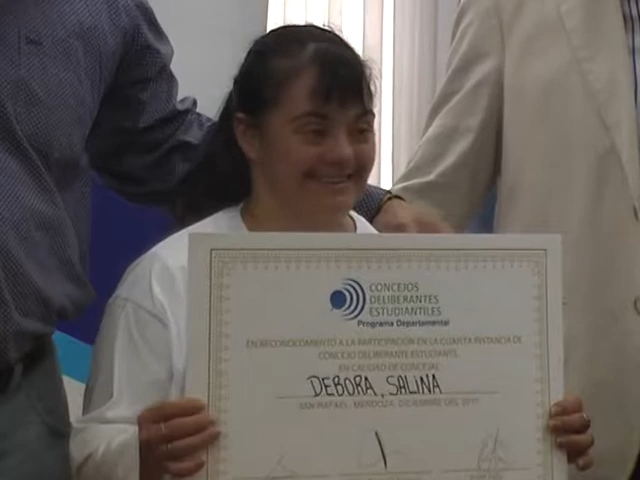 CONCEJOS
DELIBERANTES
ESTUDIANTILES
Programa Departamental
EN RECONOCIMIENTO A LA PARTICIPACIÓN EN LA CUARTA INSTANCIA DE
CONCEJO DELIBERANTE ESTUDIANTIL
EN CALIDAD DE CONCEJAL
DEBORA, SALINA
SAN RAFAEL, MENDOZA, DICIEMBRE DEL 2017